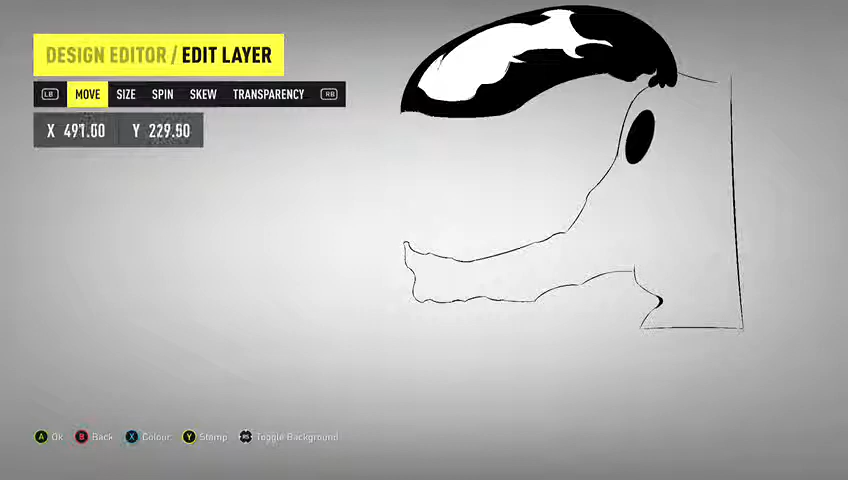 DESIGN EDITOR / EDIT LAYER
LB MOVE SIZE SPIN SKEW TRANSPARENCY RB
X 491.00 Y 229.50
A Ok B Back X Colour Y Stamp RS Toggle Background